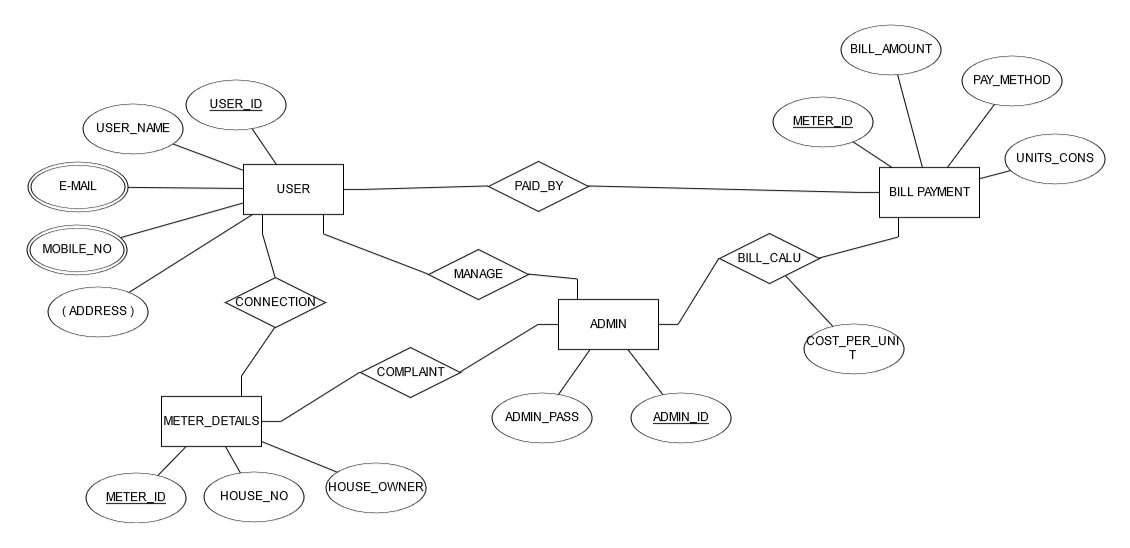 BILL_AMOUNT
PAY_METHOD
USER_ID
METER_ID
USER_NAME
UNITS_CONS
E-MAIL
USER
PAID_BY
BILL PAYMENT
MOBILE_NO
BILL_CALU
MANAGE
CONNECTION
( ADDRESS )
ADMIN
COST_PER_UNI
T
COMPLAINT
METER_DETAILS
ADMIN_PASS
ADMIN_ID
HOUSE_OWNER
METER_ID
HOUSE_NO